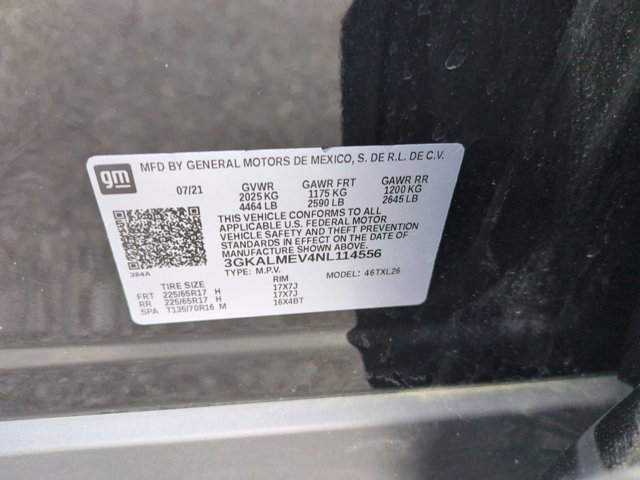 gm
MFD BY GENERAL MOTORS DE MEXICO, S. DE R.L. DE C.V.
07/21 GVWR GAWR FRT GAWR RR
2025 KG 1175 KG 1200 KG
4464 LB 2590 LB 2645 LB
THIS VEHICLE CONFORMS TO ALL
APPLICABLE U.S. FEDERAL MOTOR
VEHICLE SAFETY AND THEFT PREVENTION
STANDARDS IN EFFECT ON THE DATE OF
MANUFACTURE SHOWN ABOVE.
3GKALMEV4NL114556
384A TYPE: M.P.V. MODEL: 46TXL26
TIRE SIZE RIM
FRT 225/65R17 H 17X7J
RR 225/65R17 H 17X7J
SPA T135/70R16 M 16X4BT